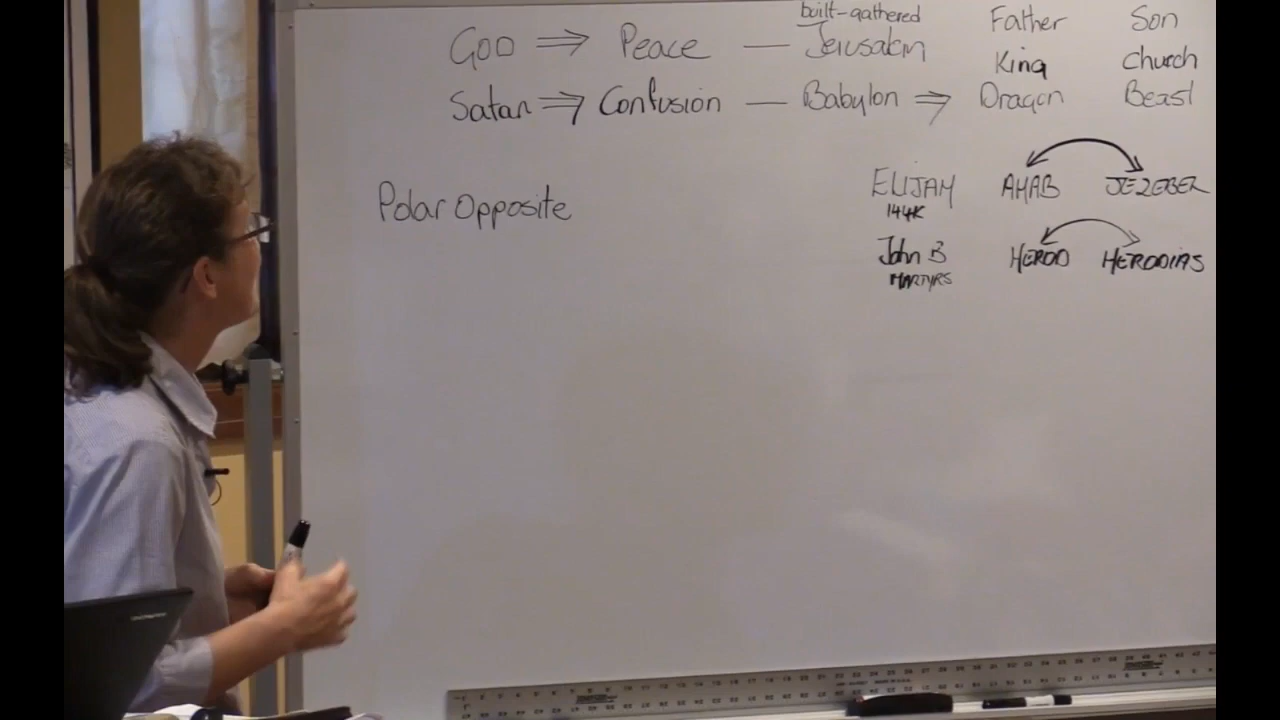 built-gathered Father Son
GOD ⇒ Peace — Jerusalem King Church
Satan ⇒ Confusion — Babylon ⇒ Dragon Beast
Polar Opposite ELIJAH AHAB JEZEBEL
144K
John B HEROD HERODIAS
MARTYRS